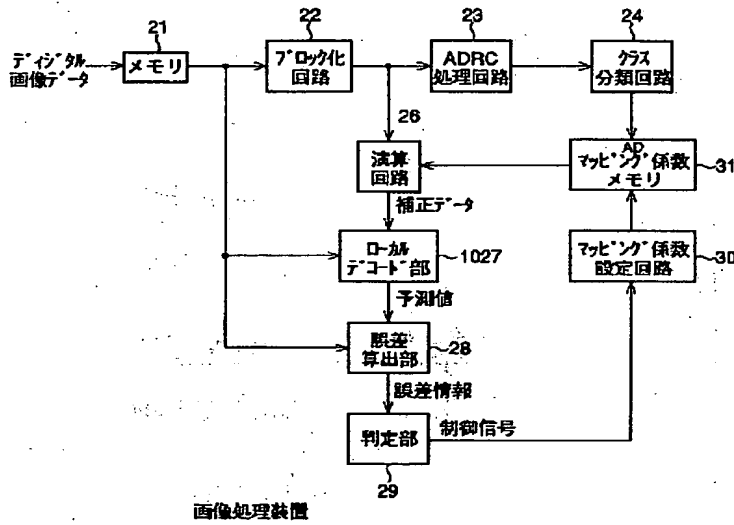 21
22
23
24
ディジタル
画像データ
メモリ
ブロック化
回路
ADRC
処理回路
クラス
分類回路
26
演算
回路
AD
マッピング係数
メモリ
31
補正データ
ローカル
デコード部
1027
マッピング係数
設定回路
30
予測値
誤差
算出部
28
誤差情報
判定部
制御信号
29
画像処理装置